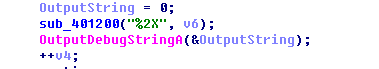 OutputString = 0;
sub_401200("%2X", v6);
OutputDebugStringA(&OutputString);
++v4;